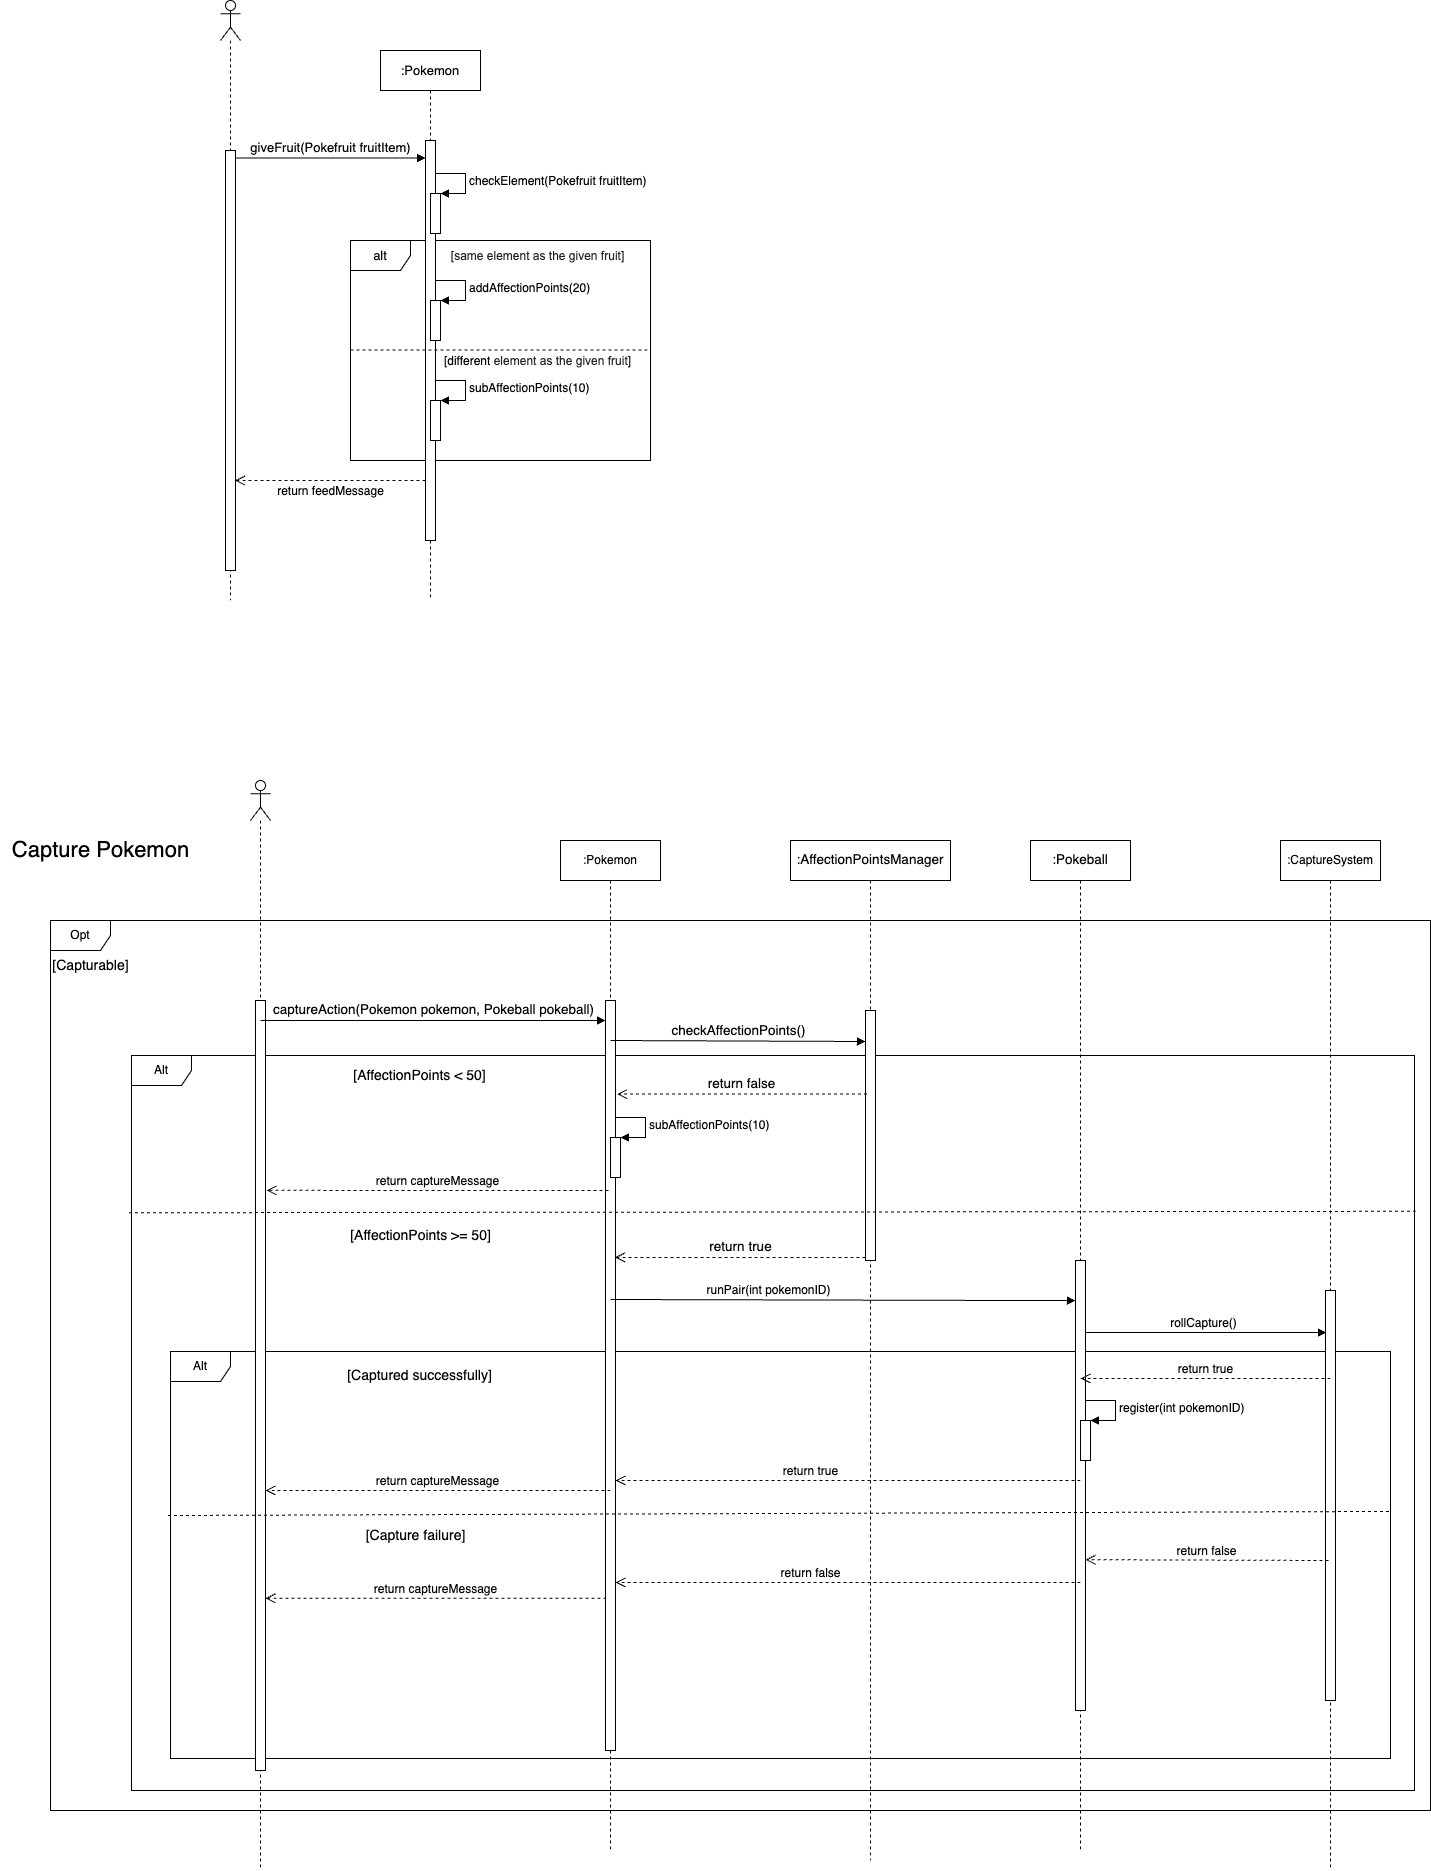 :Pokemon
giveFruit(Pokefruit fruitItem)
checkElement(Pokefruit fruitItem)
alt
[same element as the given fruit]
addAffectionPoints(20)
[different element as the given fruit]
subAffectionPoints(10)
return feedMessage
Capture Pokemon
:Pokemon
:AffectionPointsManager
:Pokeball
:CaptureSystem
Opt
[Capturable]
captureAction(Pokemon pokemon, Pokeball pokeball)
checkAffectionPoints()
Alt
[AffectionPoints < 50]
return false
subAffectionPoints(10)
return captureMessage
[AffectionPoints >= 50]
return true
runPair(int pokemonID)
rollCapture()
Alt
[Captured successfully]
return true
register(int pokemonID)
return true
return captureMessage
[Capture failure]
return false
return false
return captureMessage